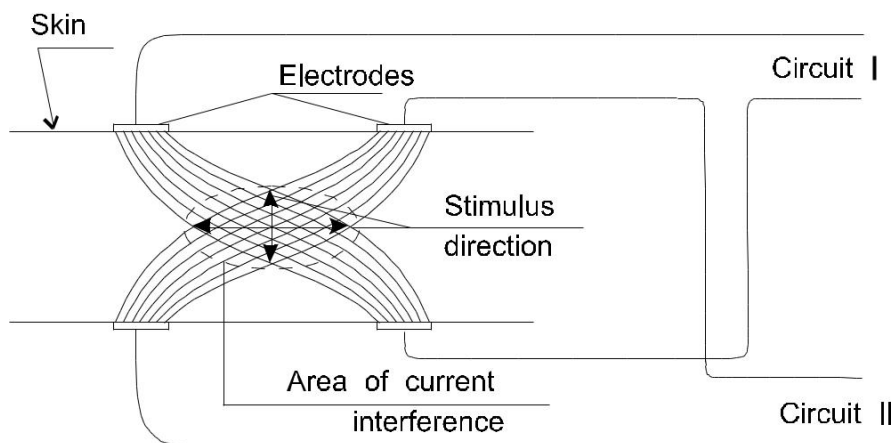 Skin
Electrodes
Circuit I
Stimulus
direction
Area of current
interference
Circuit II